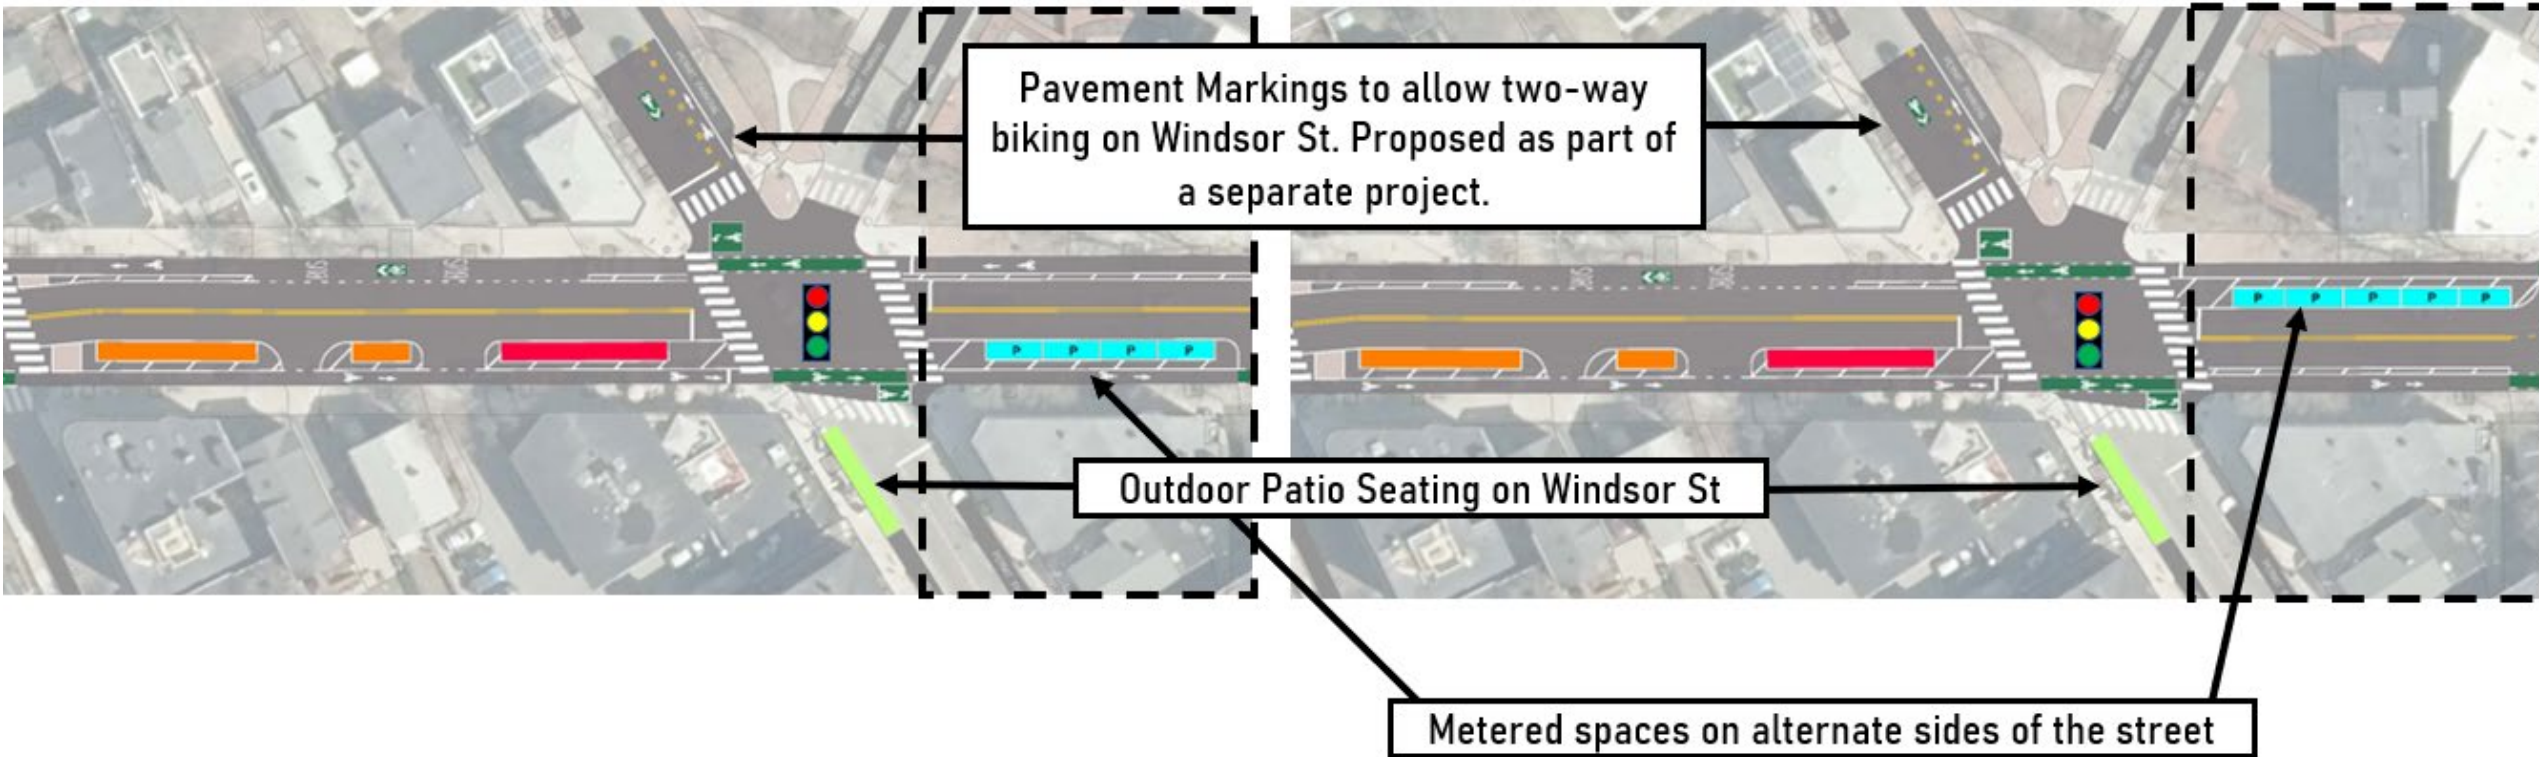 Pavement Markings to allow two-way
biking on Windsor St. Proposed as part of
a separate project.
Outdoor Patio Seating on Windsor St
P P P P
P P P P P
Metered spaces on alternate sides of the street